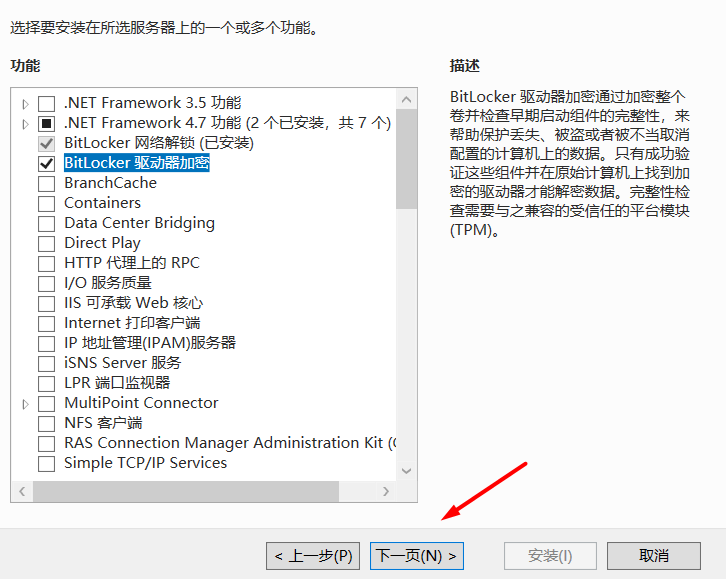 选择要安装在所选服务器上的一个或多个功能。
功能
.NET Framework 3.5 功能
.NET Framework 4.7 功能 (2 个已安装，共 7 个)
BitLocker 网络解锁 (已安装)
BitLocker 驱动器加密
BranchCache
Containers
Data Center Bridging
Direct Play
HTTP 代理上的 RPC
I/O 服务质量
IIS 可承载 Web 核心
Internet 打印客户端
IP 地址管理(IPAM)服务器
iSNS Server 服务
LPR 端口监视器
MultiPoint Connector
NFS 客户端
RAS Connection Manager Administration Kit (
Simple TCP/IP Services
描述
BitLocker 驱动器加密通过加密整个
卷并检查早期启动组件的完整性，来
帮助保护丢失、被盗或者被不当取消
配置的计算机上的数据。只有成功验
证这些组件并在原始计算机上找到加
密的驱动器才能解密数据。完整性检
查需要与之兼容的受信任的平台模块
(TPM)。
< 上一步(P)
下一页(N) >
安装(I)
取消